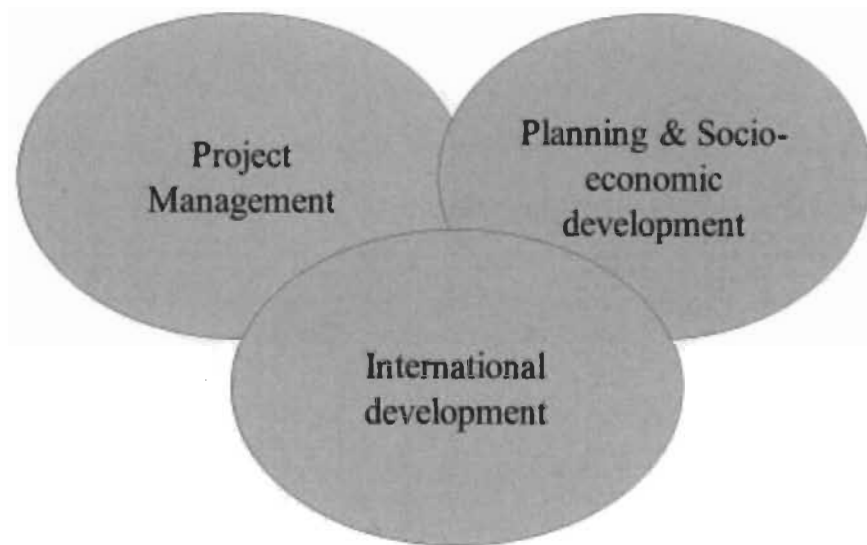 Project
Management
Planning & Socio-
economic
development
International
development